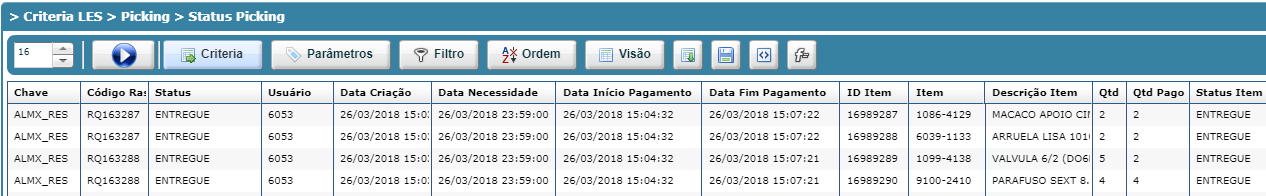 > Criteria LES > Picking > Status Picking
16 Criteria Parâmetros Filtro Ordem Visão
Chave Código Ras Status Usuário Data Criação Data Necessidade Data Início Pagamento Data Fim Pagamento ID Item Item Descrição Item Qtd Qtd Pago Status Item
ALMX_RES RQ163287 ENTREGUE 6053 26/03/2018 15:03 26/03/2018 23:59:00 26/03/2018 15:04:32 26/03/2018 15:07:22 16989287 1086-4129 MACACO APOIO CIN 2 2 ENTREGUE
ALMX_RES RQ163287 ENTREGUE 6053 26/03/2018 15:03 26/03/2018 23:59:00 26/03/2018 15:04:32 26/03/2018 15:07:22 16989288 6039-1133 ARRUELA LISA 101 2 2 ENTREGUE
ALMX_RES RQ163288 ENTREGUE 6053 26/03/2018 15:03 26/03/2018 23:59:00 26/03/2018 15:04:32 26/03/2018 15:07:21 16989289 1099-4138 VALVULA 6/2 (DO6 5 2 ENTREGUE
ALMX_RES RQ163288 ENTREGUE 6053 26/03/2018 15:03 26/03/2018 23:59:00 26/03/2018 15:04:32 26/03/2018 15:07:21 16989290 9100-2410 PARAFUSO SEXT 8. 4 4 ENTREGUE